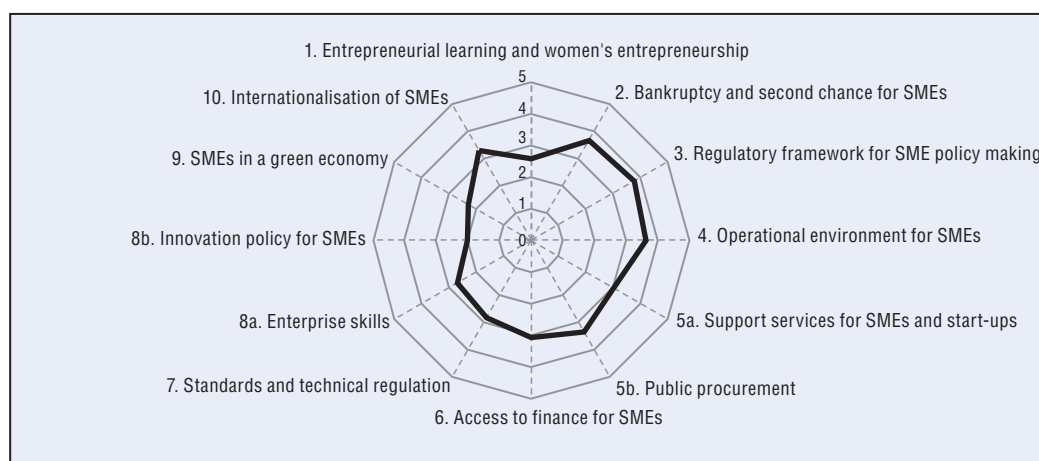 1. Entrepreneurial learning and women's entrepreneurship
5
10. Internationalisation of SMEs
2. Bankruptcy and second chance for SMEs
4
9. SMEs in a green economy
3
3. Regulatory framework for SME policy making
2
1
8b. Innovation policy for SMEs
0
4. Operational environment for SMEs
8a. Enterprise skills
5a. Support services for SMEs and start-ups
7. Standards and technical regulation
5b. Public procurement
6. Access to finance for SMEs